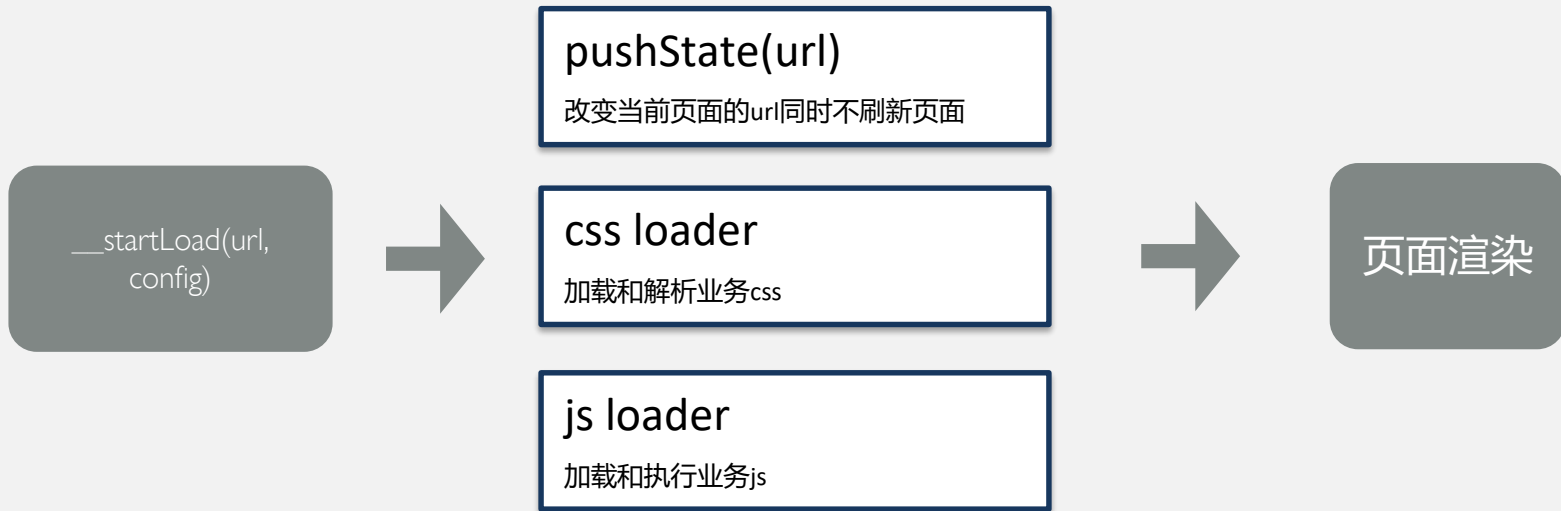 pushState(url)
改变当前页面的url同时不刷新页面
__startLoad(url,
config)
css loader
加载和解析业务css
页面渲染
js loader
加载和执行业务js